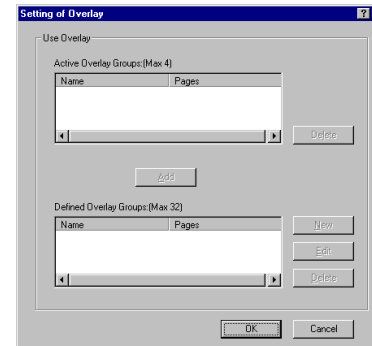 Setting of Overlay
?
Use Overlay
Active Overlay Groups:(Max 4)
Name Pages
Delete
Add
Defined Overlay Groups:(Max 32)
Name Pages
New
Edit
Delete
OK Cancel